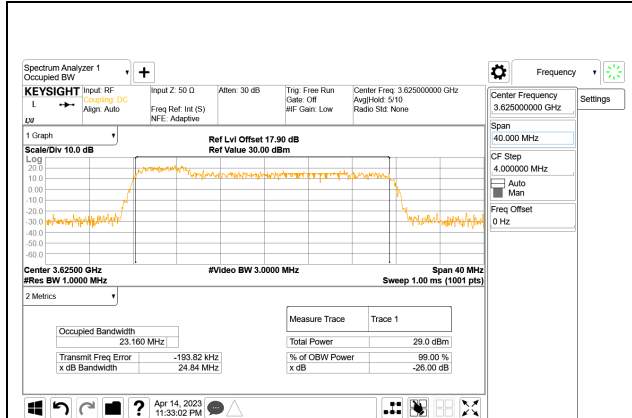 Spectrum Analyzer 1
Occupied BW
Frequency
KEYSIGHT Input: RF Input Z: 50 Ω Atten: 30 dB Trig: Free Run Center Freq: 3.625000000 GHz
Coupling: DC Gate: Off Avg|Hold: 5/10
L Align: Auto Freq Ref: Int (S) #IF Gain: Low Radio Std: None
NFE: Adaptive
Center Frequency
3.625000000 GHz
Settings
Span
40.000 MHz
CF Step
4.000000 MHz
Auto
Man
Freq Offset
0 Hz
1 Graph
Ref Lvl Offset 17.90 dB
Scale/Div 10.0 dB Ref Value 30.00 dBm
Log
20.0
10.0
0.00
-10.0
-20.0
-30.0
-40.0
-50.0
-60.0
Center 3.62500 GHz #Video BW 3.0000 MHz Span 40 MHz
#Res BW 1.0000 MHz Sweep 1.00 ms (1001 pts)
2 Metrics
Measure Trace Trace 1
Occupied Bandwidth
23.160 MHz Total Power 29.0 dBm
Transmit Freq Error -193.82 kHz % of OBW Power 99.00 %
x dB Bandwidth 24.84 MHz x dB -26.00 dB
Apr 14, 2023
11:33:02 PM